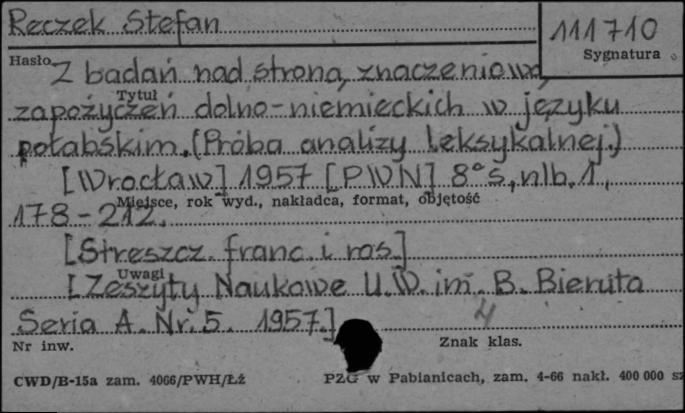 Reczek Stefan
111710
Hasło
Sygnatura
Z badań nad stroną znaczeniową
Tytuł
zapożyczeń dolno-niemieckich w języku
połabskim. (Próba analizy leksykalnej.)
[Wrocław] 1957 [PWN] 8° s. nlb. 1,
Miejsce, rok wyd., nakładca, format, objętość
178-212.
[Streszcz. franc. i ros.]
Uwagi
[Zeszyty Naukowe U.W. im. B. Bieruta
Seria A. Nr. 5. 1957.]
4
Nr inw.
Znak klas.
CWD/B-15a zam. 4066/PWH/Łź
PZG w Pabianicach, zam. 4-66 nakł. 400 000 sz